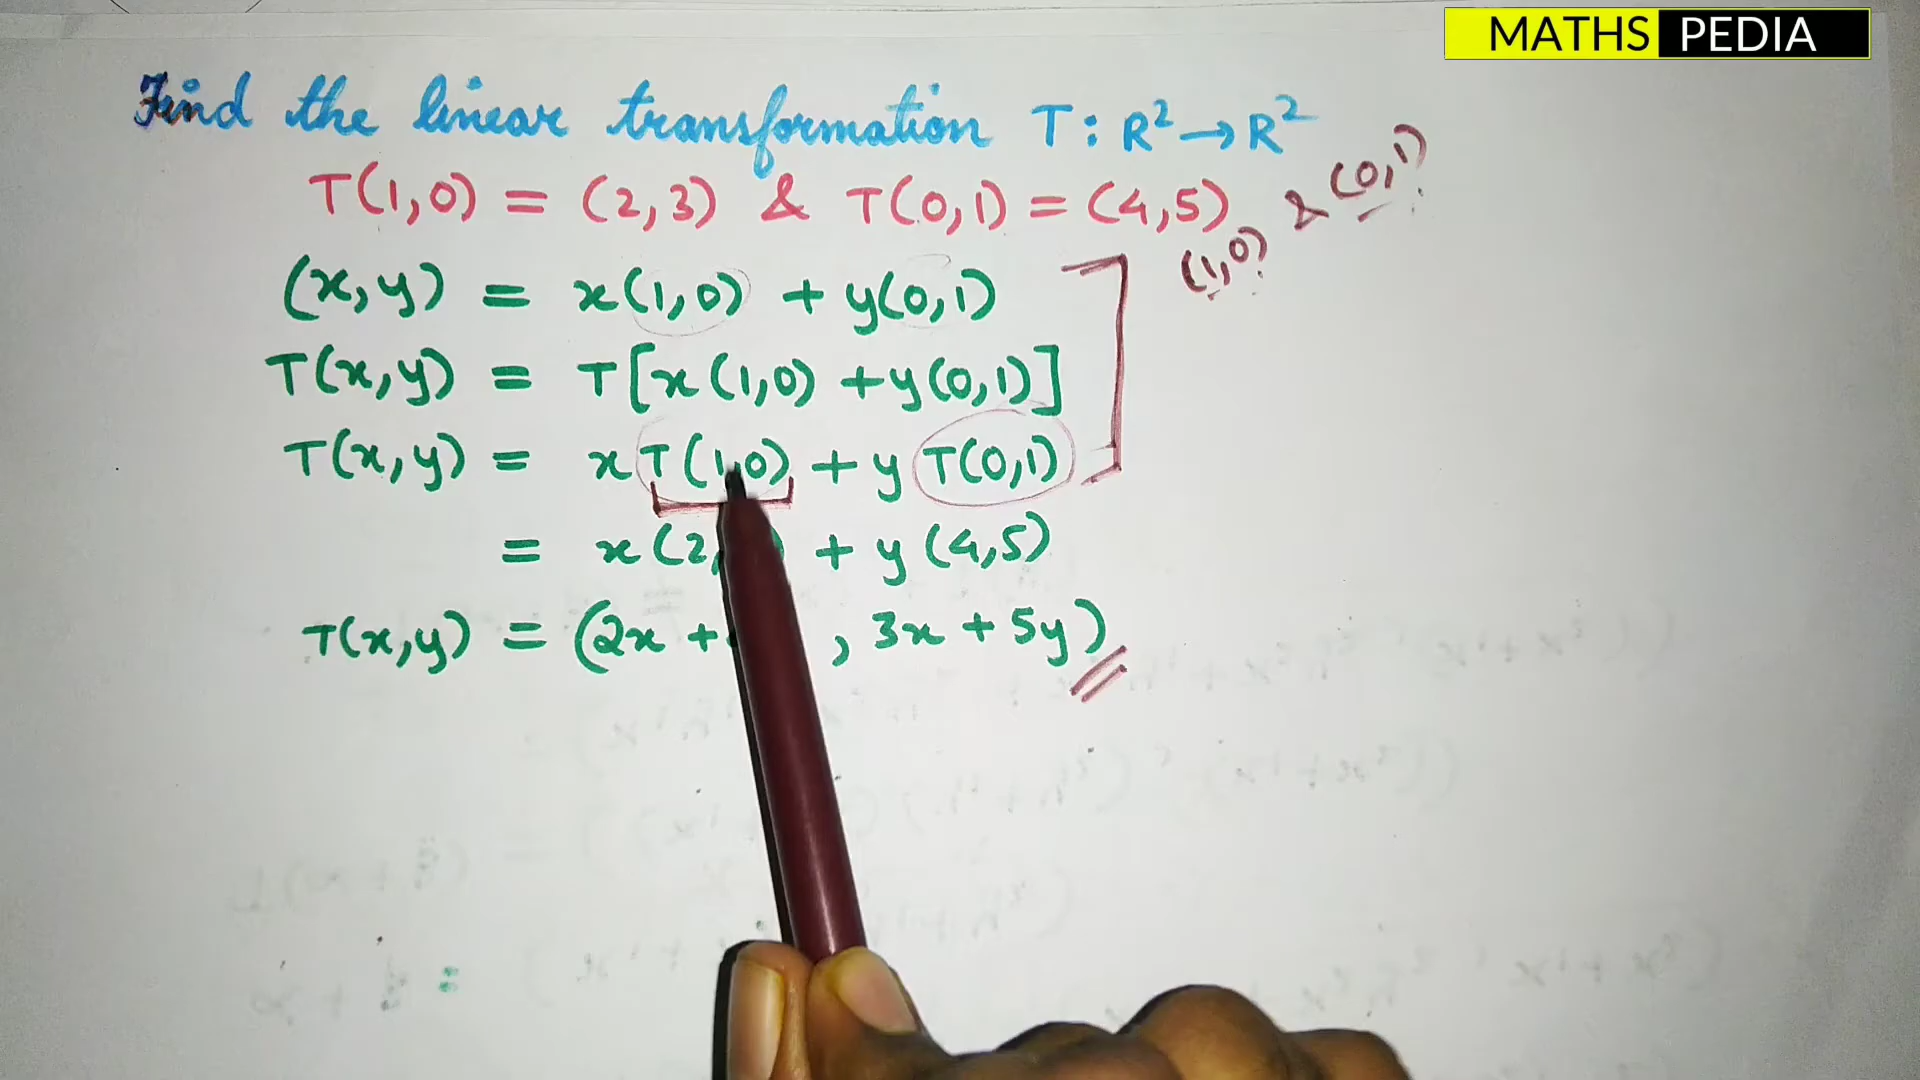 MATHS PEDIA
Find the linear transformation T : R² → R²
T(1,0) = (2,3) & T(0,1) = (4,5)
(1,0) & (0,1)
(x,y) = x(1,0) + y(0,1)
T(x,y) = T[x(1,0) + y(0,1)]
T(x,y) = xT(1,0) + y T(0,1)
= x(2, ) + y(4,5)
T(x,y) = (2x + , 3x + 5y)